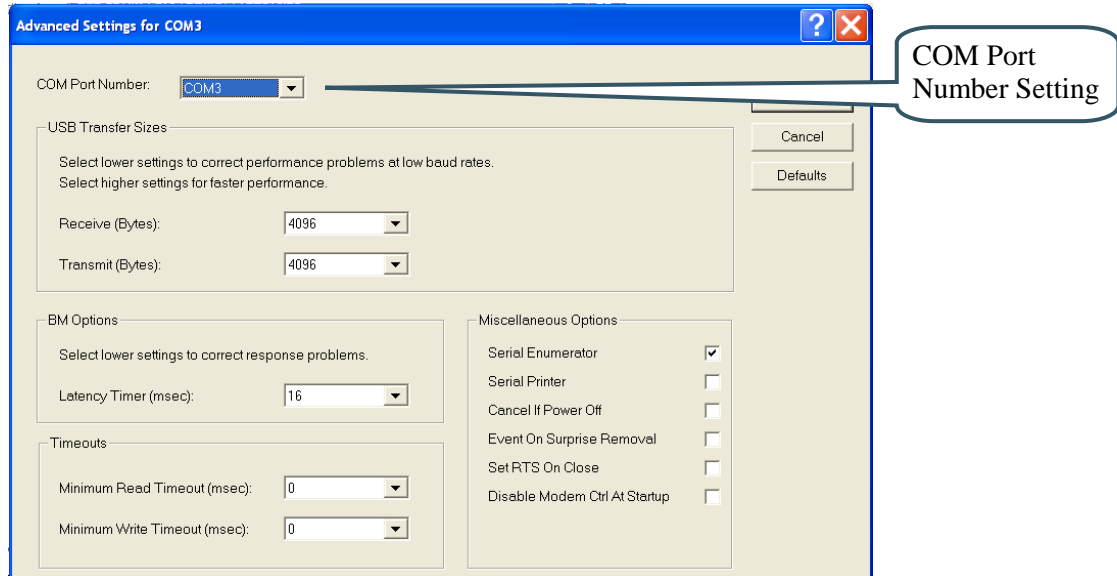 Advanced Settings for COM3
?
COM Port Number:
COM3
COM Port
Number Setting
USB Transfer Sizes
Select lower settings to correct performance problems at low baud rates.
Select higher settings for faster performance.
Receive (Bytes):
4096
Transmit (Bytes):
4096
Cancel
Defaults
BM Options
Select lower settings to correct response problems.
Latency Timer (msec):
16
Timeouts
Minimum Read Timeout (msec):
0
Minimum Write Timeout (msec):
0
Miscellaneous Options
Serial Enumerator
Serial Printer
Cancel If Power Off
Event On Surprise Removal
Set RTS On Close
Disable Modem Ctrl At Startup